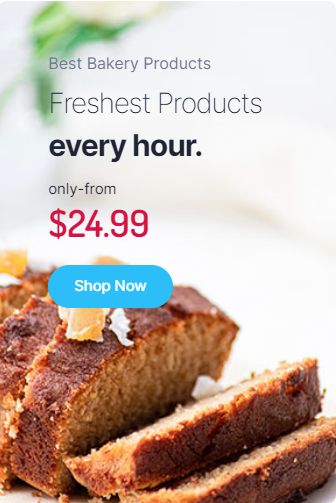 Best Bakery Products
Freshest Products
every hour.
only-from
$24.99
Shop Now